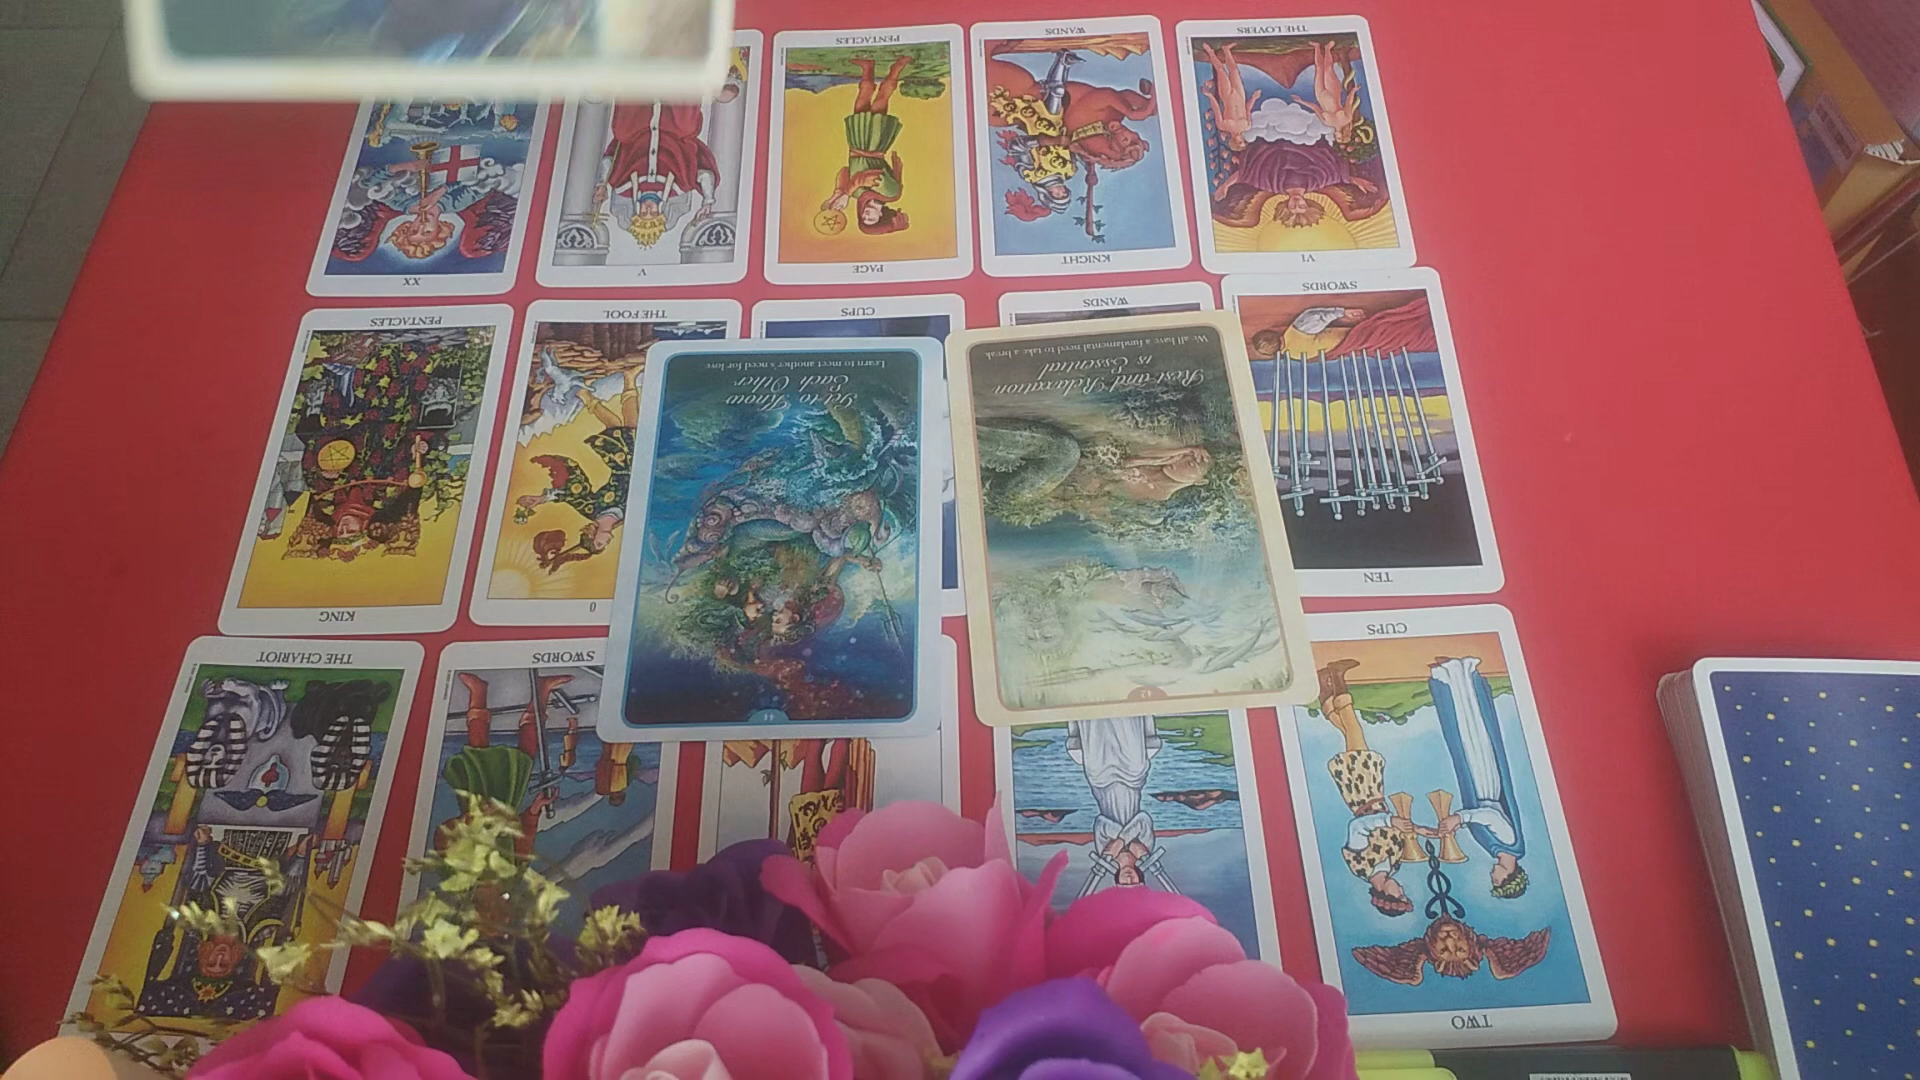 PENTACLES
WANDS
THE LOVERS
XX
V
PAGE
KNIGHT
VI
PENTACLES
THE FOOL
CUPS
WANDS
SWORDS
Learn to meet another's need for love
Get to Know
Each Other
We all have a fundamental need to take a break
Rest and Relaxation
is Essential
KING
0
TEN
THE CHARIOT
SWORDS
CUPS
44
42
TWO